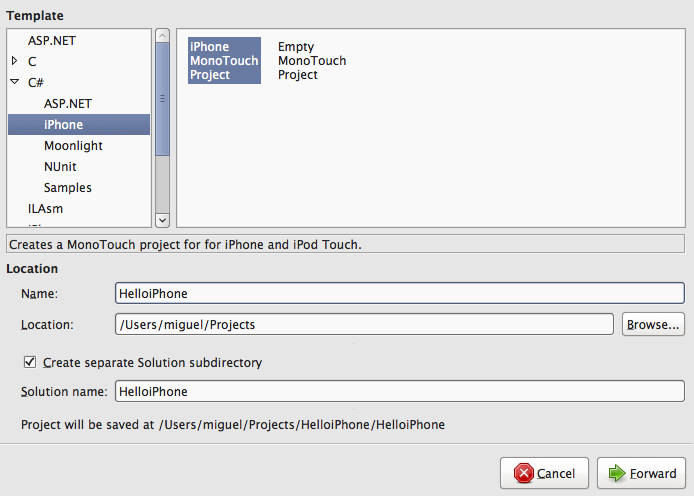 Template
ASP.NET
C
C#
ASP.NET
iPhone
Moonlight
NUnit
Samples
ILAsm
iPhone
MonoTouch
Project
Empty
MonoTouch
Project
Creates a MonoTouch project for for iPhone and iPod Touch.
Location
Name: HelloiPhone
Location: /Users/miguel/Projects Browse...
Create separate Solution subdirectory
Solution name: HelloiPhone
Project will be saved at /Users/miguel/Projects/HelloiPhone/HelloiPhone
Cancel Forward